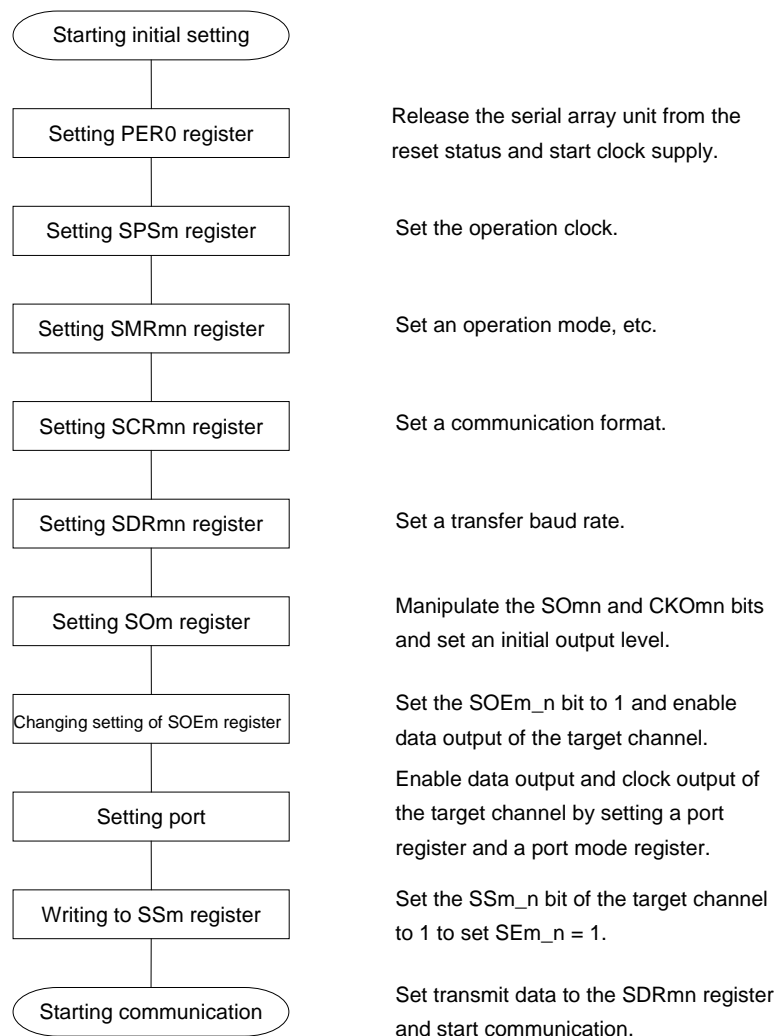 Starting initial setting
Setting PER0 register
Release the serial array unit from the
reset status and start clock supply.
Setting SPSm register
Set the operation clock.
Setting SMRmn register
Set an operation mode, etc.
Setting SCRmn register
Set a communication format.
Setting SDRmn register
Set a transfer baud rate.
Setting SOm register
Manipulate the SOmn and CKOmn bits
and set an initial output level.
Changing setting of SOEm register
Set the SOEm_n bit to 1 and enable
data output of the target channel.
Setting port
Enable data output and clock output of
the target channel by setting a port
register and a port mode register.
Writing to SSm register
Set the SSm_n bit of the target channel
to 1 to set SEm_n = 1.
Starting communication
Set transmit data to the SDRmn register
and start communication.